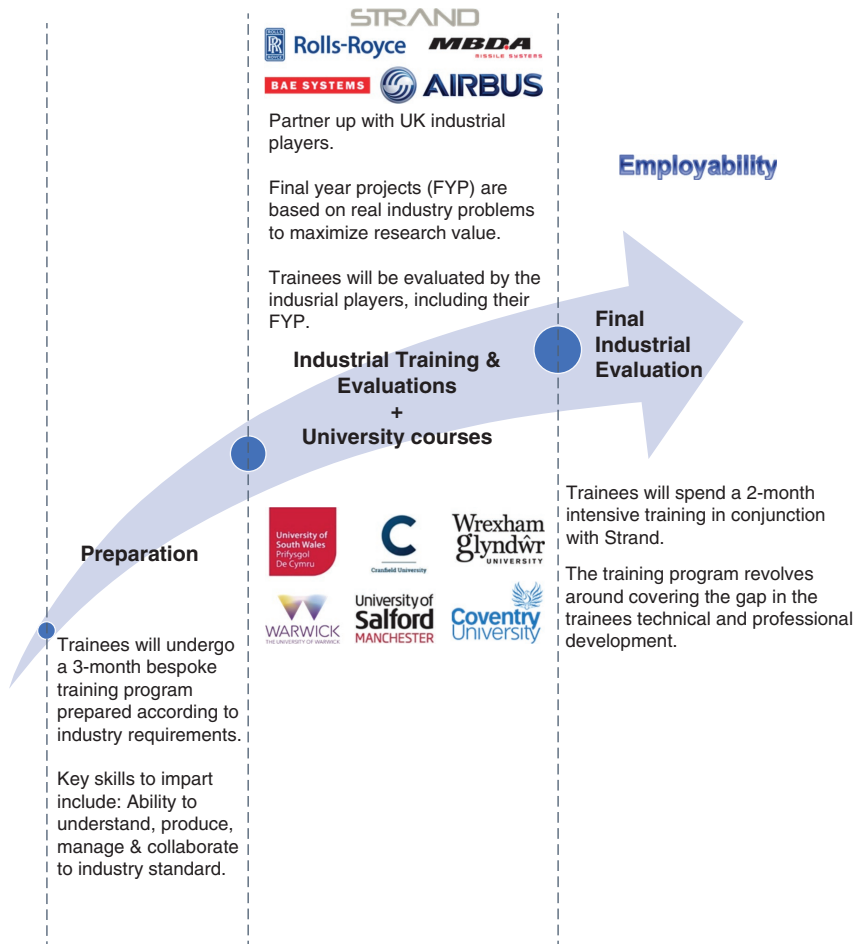 STRAND
ROLLS
RR
ROYCE
Rolls-Royce
MBDA
MISSILE SYSTEMS
BAE SYSTEMS
AIRBUS
Partner up with UK industrial
players.
Final year projects (FYP) are
based on real industry problems
to maximize research value.
Trainees will be evaluated by the
indusrial players, including their
FYP.
Employability
Final
Industrial
Evaluation
Industrial Training &
Evaluations
+
University courses
Preparation
Trainees will undergo
a 3-month bespoke
training program
prepared according to
industry requirements.
Key skills to impart
include: Ability to
understand, produce,
manage & collaborate
to industry standard.
University of
South Wales
Prifysgol
De Cymru
C
Cranfield University
Wrexham
glyndŵr
UNIVERSITY
WARWICK
THE UNIVERSITY OF WARWICK
University of
Salford
MANCHESTER
Coventry
University
Trainees will spend a 2-month
intensive training in conjunction
with Strand.
The training program revolves
around covering the gap in the
trainees technical and professional
development.